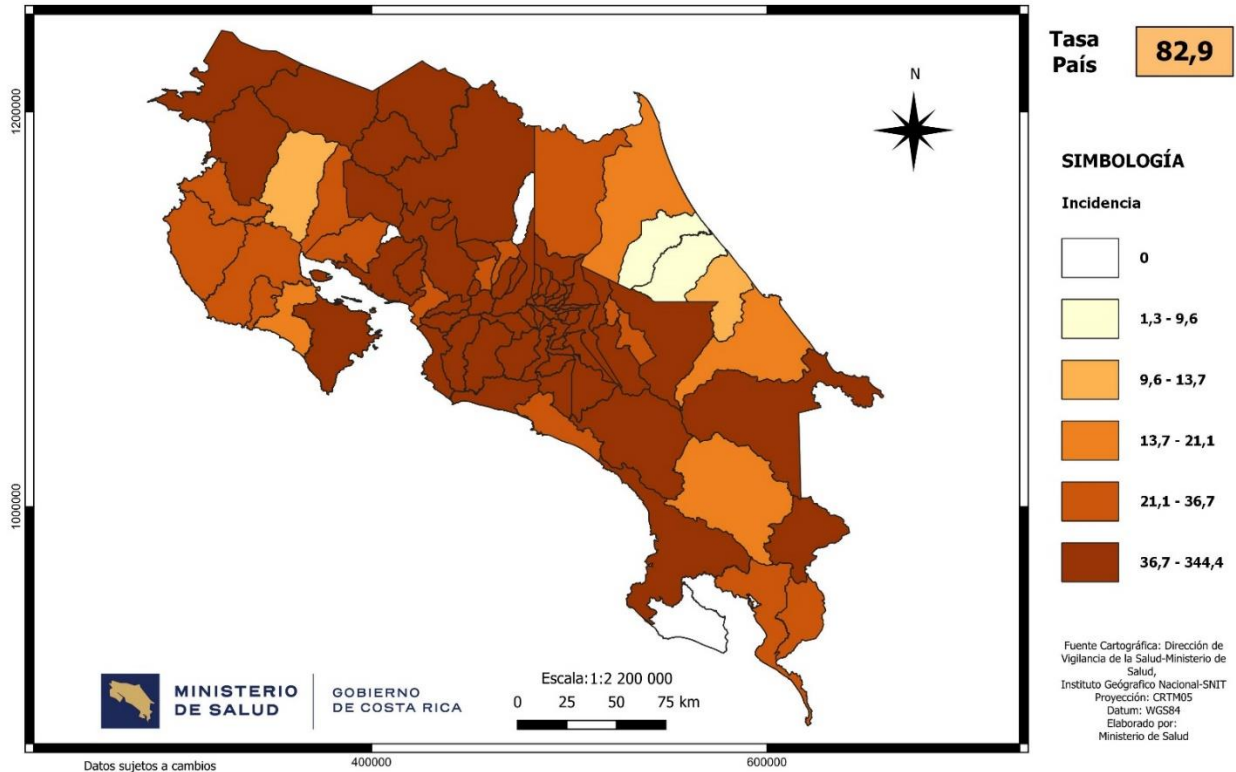 Tasa
País
82,9
N
SIMBOLOGÍA
Incidencia
0
1,3 - 9,6
9,6 - 13,7
13,7 - 21,1
21,1 - 36,7
36,7 - 344,4
1200000
1000000
MINISTERIO
DE SALUD
GOBIERNO
DE COSTA RICA
Escala:1:2 200 000
0 25 50 75 km
Fuente Cartográfica: Dirección de
Vigilancia de la Salud-Ministerio de
Salud,
Instituto Geógrafico Nacional-SNIT
Proyección: CRTM05
Datum: WGS84
Elaborado por:
Ministerio de Salud
Datos sujetos a cambios
400000
600000